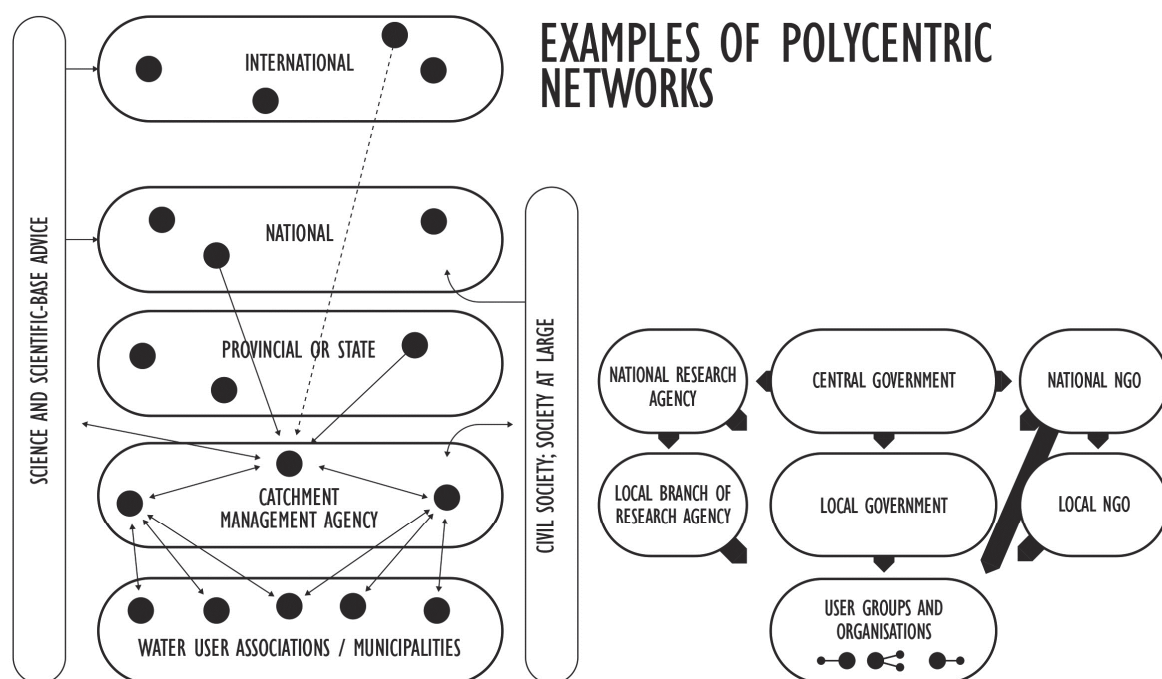 EXAMPLES OF POLYCENTRIC
NETWORKS
SCIENCE AND SCIENTIFIC-BASE ADVICE
INTERNATIONAL
NATIONAL
PROVINCIAL OR STATE
CATCHMENT
MANAGEMENT AGENCY
WATER USER ASSOCIATIONS / MUNICIPALITIES
CIVIL SOCIETY; SOCIETY AT LARGE
NATIONAL RESEARCH
AGENCY
CENTRAL GOVERNMENT
NATIONAL NGO
LOCAL BRANCH OF
RESEARCH AGENCY
LOCAL GOVERNMENT
LOCAL NGO
USER GROUPS AND
ORGANISATIONS